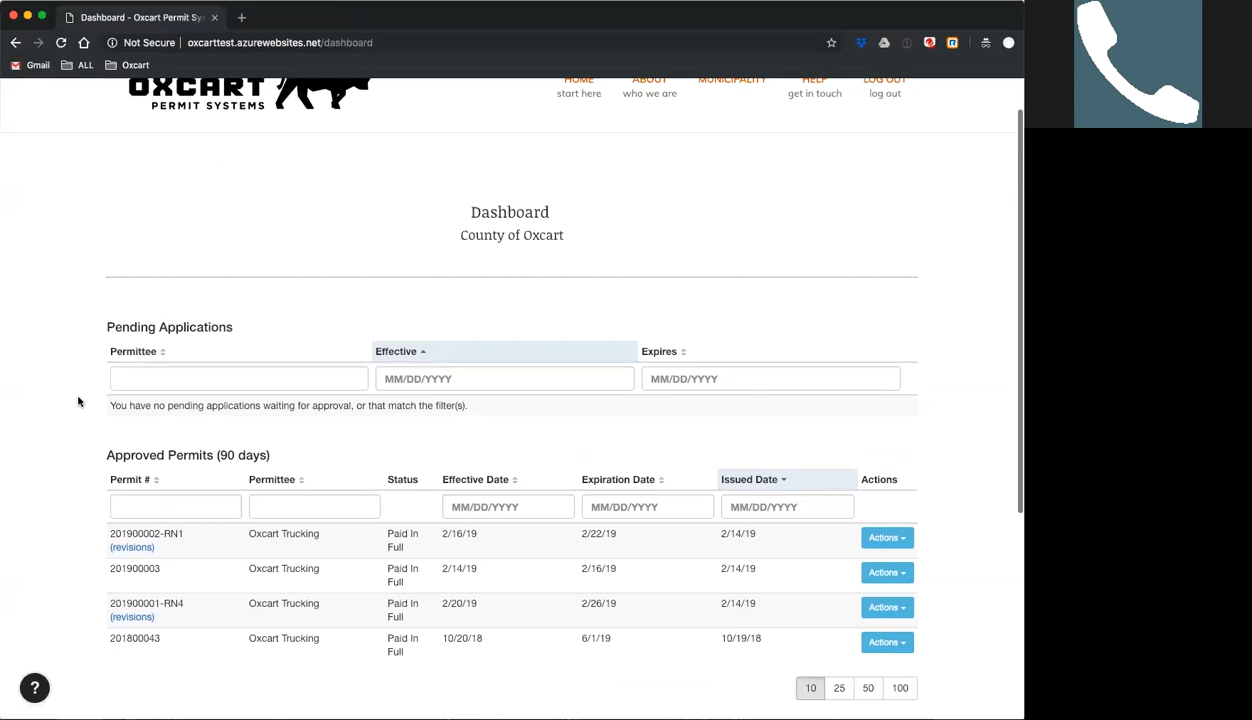 Dashboard - Oxcart Permit Sy
Not Secure | oxcarttest.azurewebsites.net/dashboard
Gmail ALL Oxcart
OXCART
PERMIT SYSTEMS
HOME ABOUT MUNICIPALITY HELP LOG OUT
start here who we are get in touch log out
Dashboard
County of Oxcart
Pending Applications
Permittee Effective Expires
MM/DD/YYYY MM/DD/YYYY
You have no pending applications waiting for approval, or that match the filter(s).
Approved Permits (90 days)
Permit # Permittee Status Effective Date Expiration Date Issued Date Actions
MM/DD/YYYY MM/DD/YYYY MM/DD/YYYY
201900002-RN1 Oxcart Trucking Paid In 2/16/19 2/22/19 2/14/19 Actions
(revisions) Full
201900003 Oxcart Trucking Paid In 2/14/19 2/16/19 2/14/19 Actions
Full
201900001-RN4 Oxcart Trucking Paid In 2/20/19 2/26/19 2/14/19 Actions
(revisions) Full
201800043 Oxcart Trucking Paid In 10/20/18 6/1/19 10/19/18 Actions
Full
? 10 25 50 100